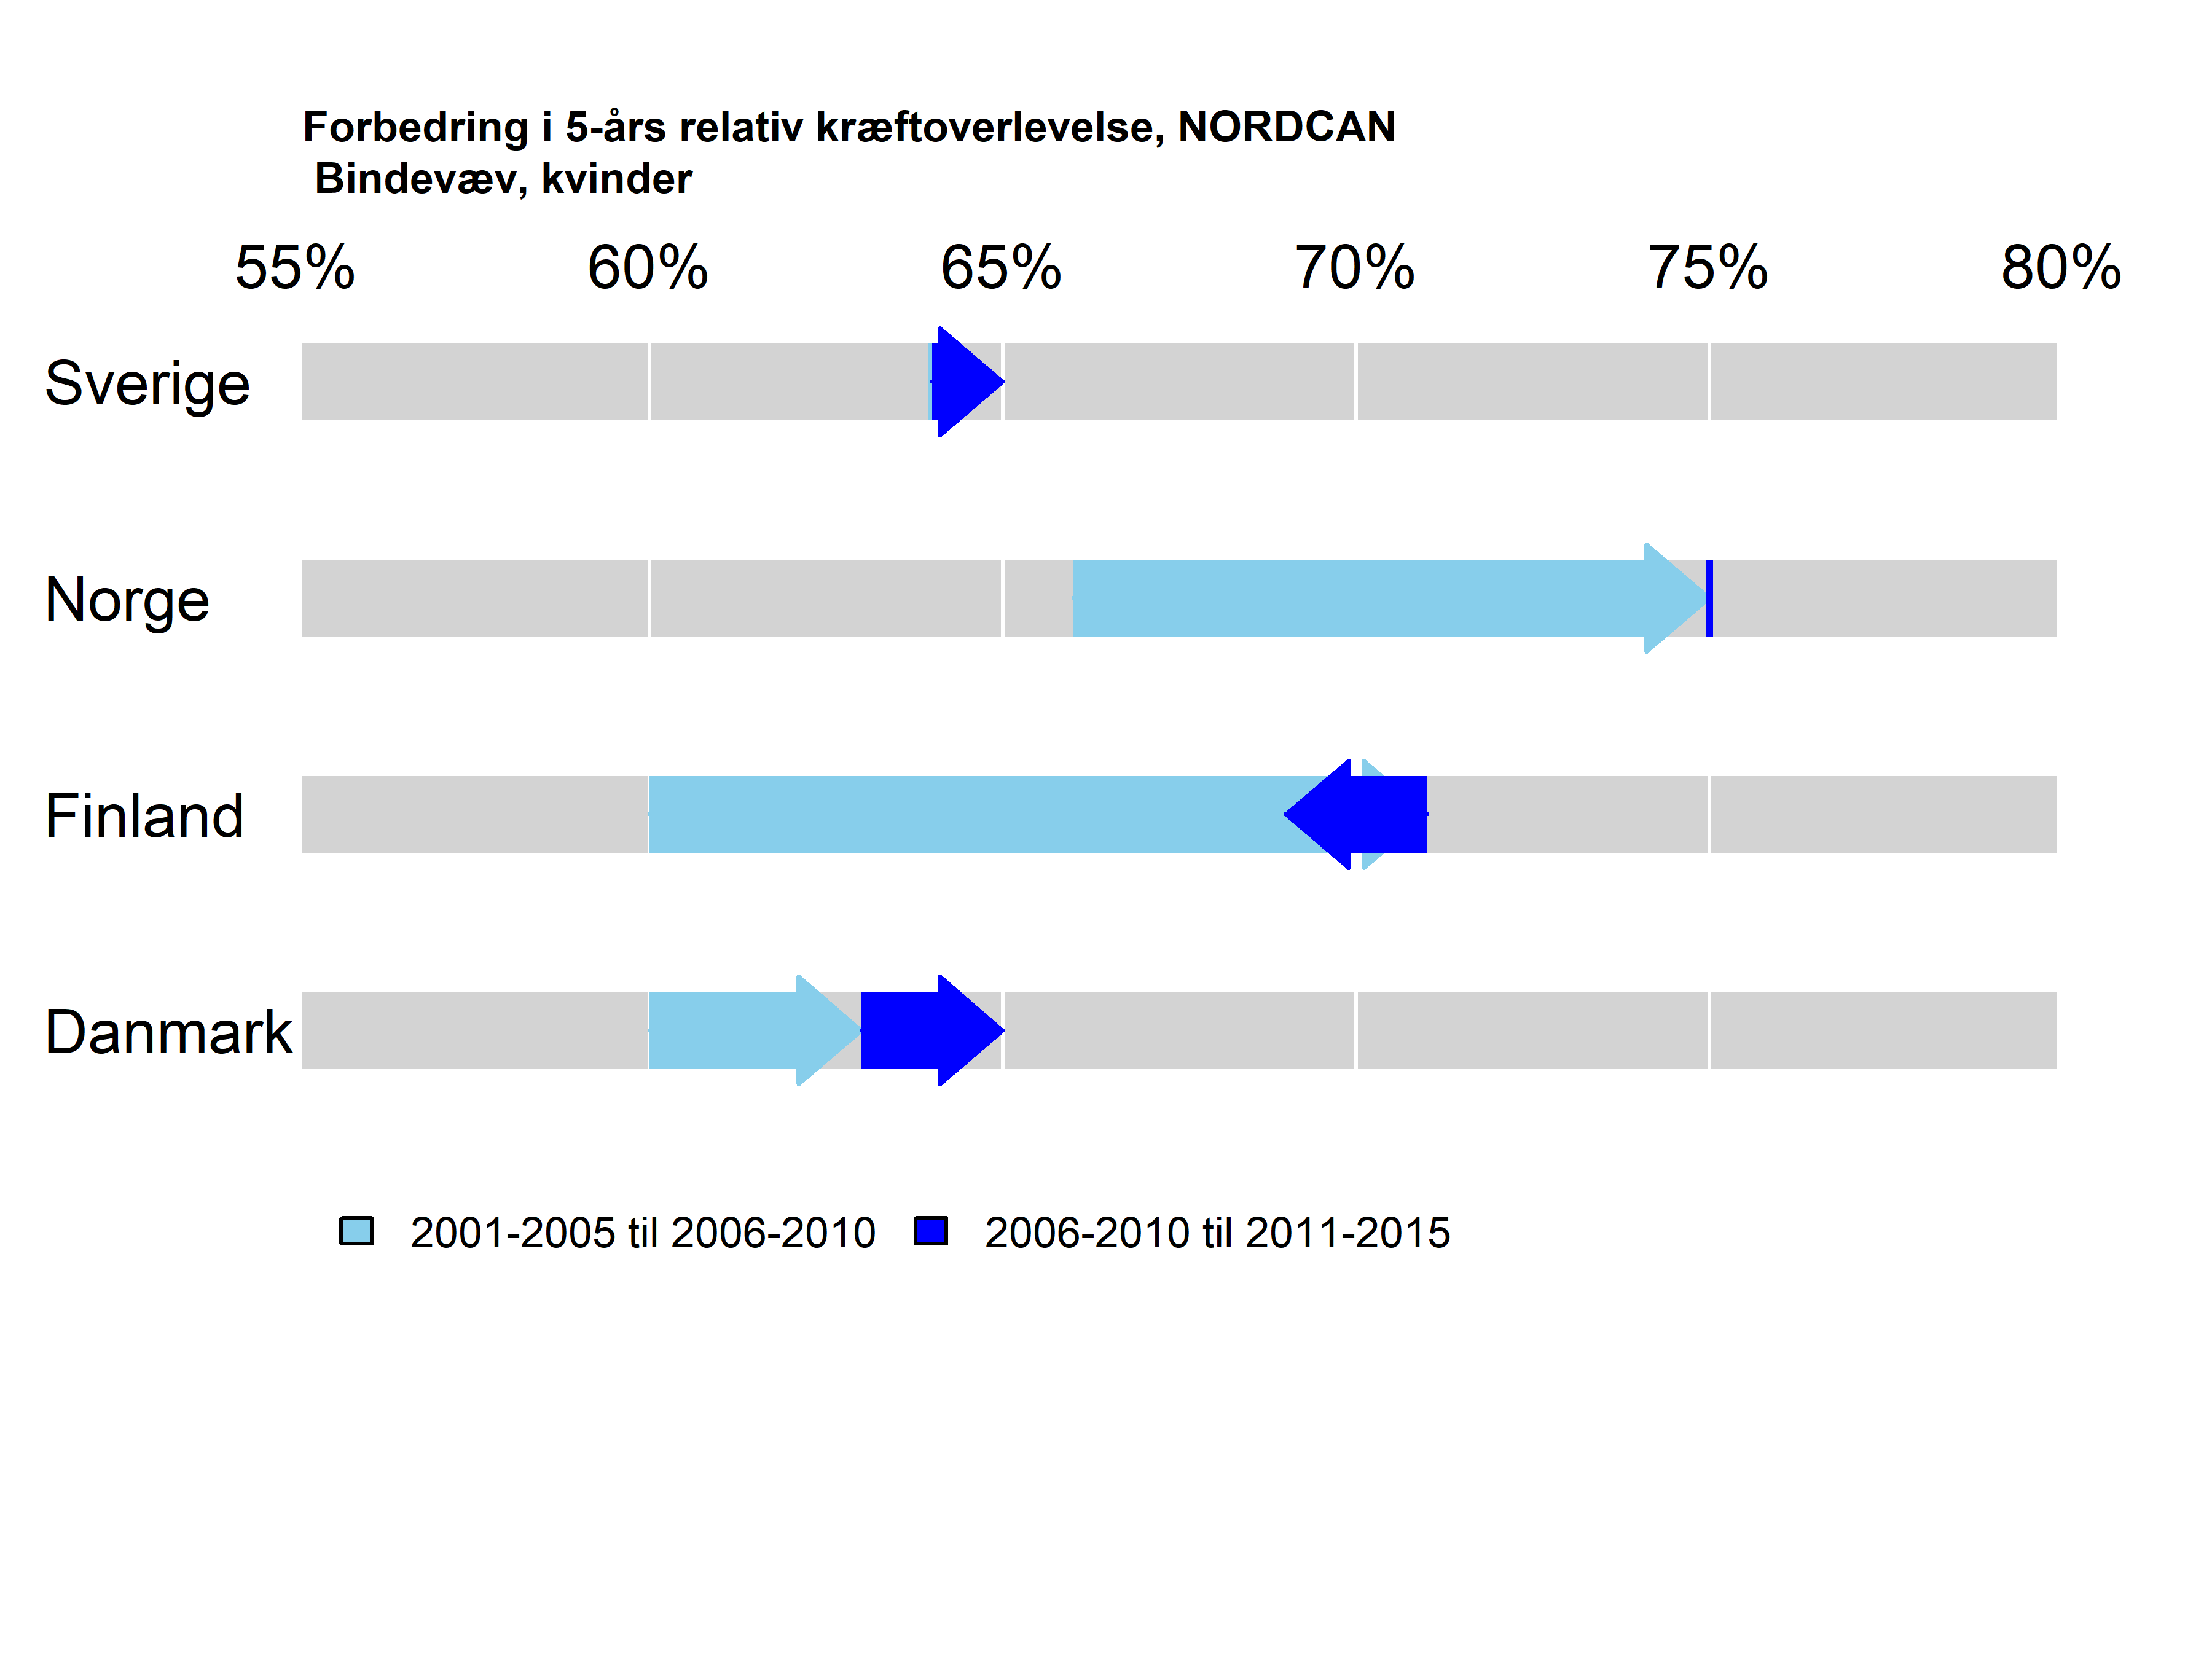 Forbedring i 5-års relativ kræftoverlevelse, NORDCAN
Bindevæv, kvinder
55% 60% 65% 70% 75% 80%
Sverige
Norge
Finland
Danmark
2001-2005 til 2006-2010 2006-2010 til 2011-2015